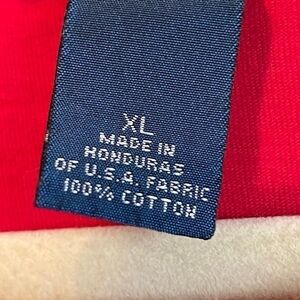 XL
MADE IN
HONDURAS
OF U.S.A. FABRIC
100% COTTON